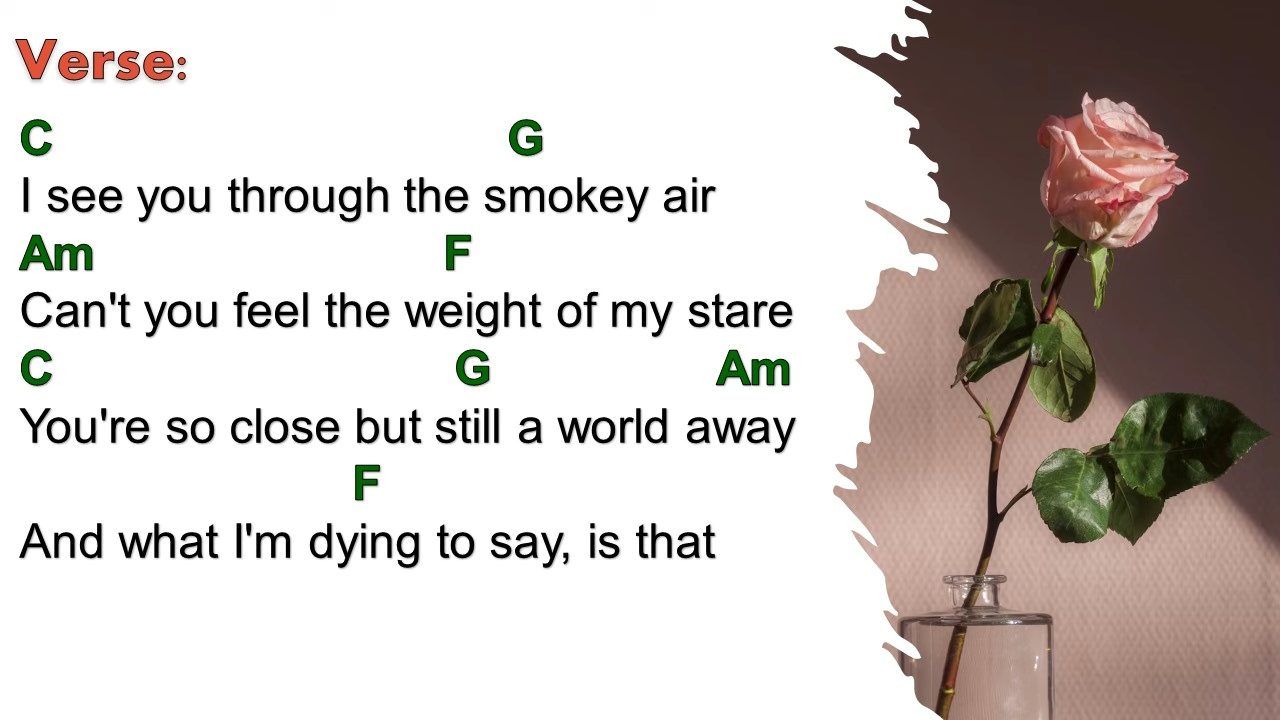 Verse:
C G
I see you through the smokey air
Am F
Can't you feel the weight of my stare
C G Am
You're so close but still a world away
F
And what I'm dying to say, is that